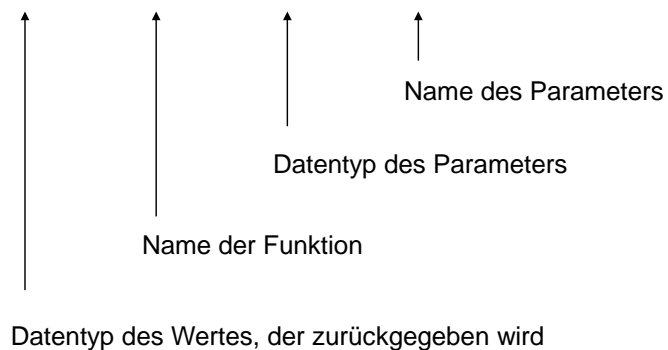 Name des Parameters
Datentyp des Parameters
Name der Funktion
Datentyp des Wertes, der zurückgegeben wird